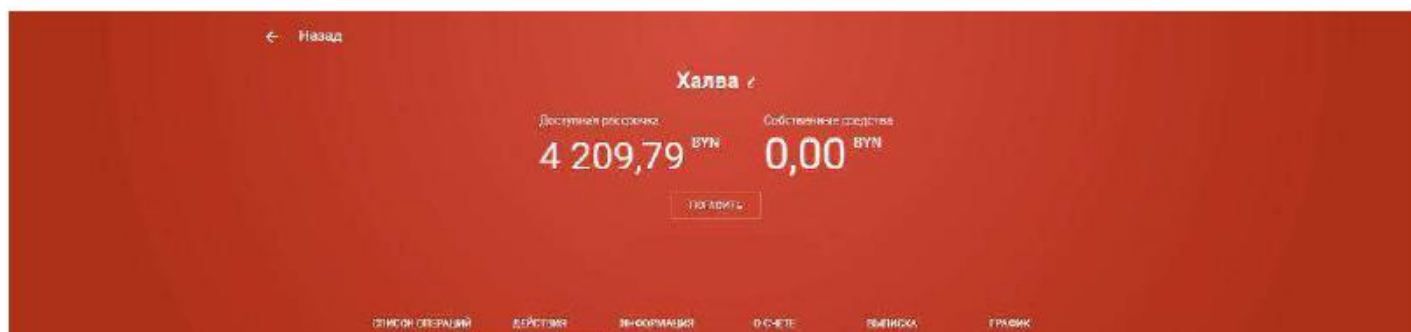 ← Назад
Халва
Доступная рассрочка Собственные средства
4 209,79 BYN 0,00 BYN
ПОГАСИТЬ
СПИСОК ОПЕРАЦИЙ ДЕЙСТВИЯ ИНФОРМАЦИЯ О СЧЕТЕ ВЫПИСКА ГРАФИК